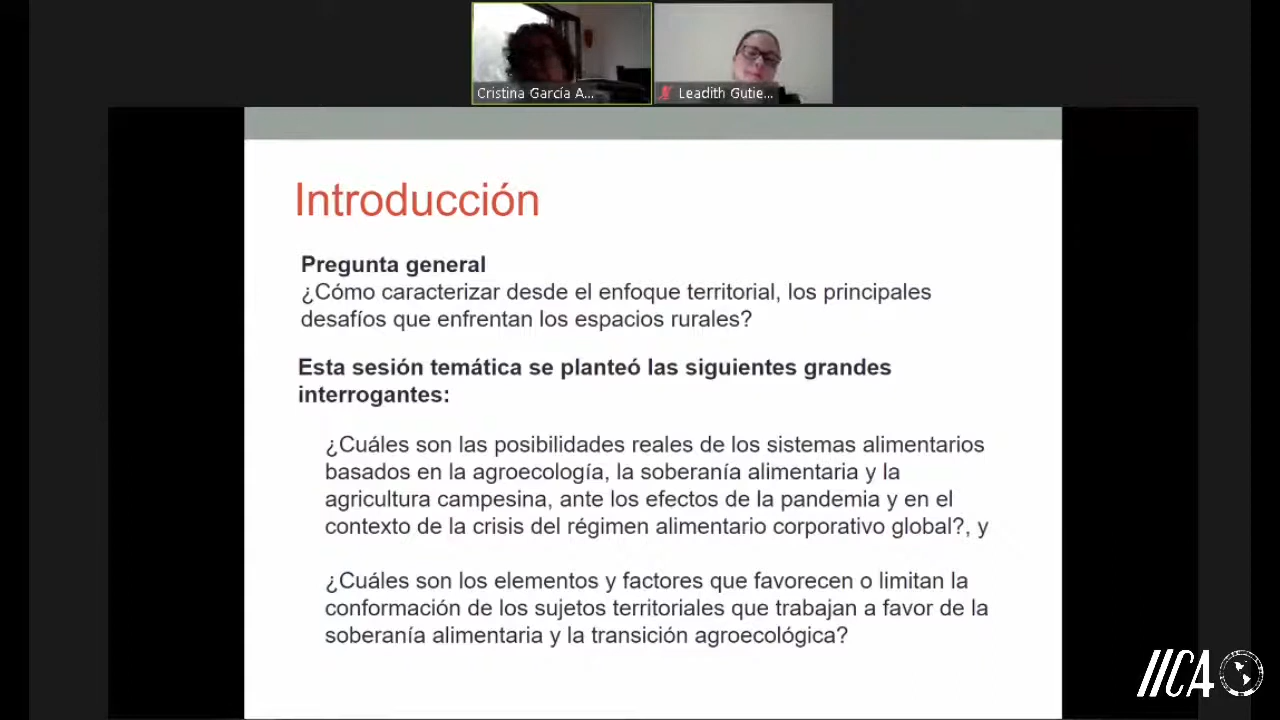 Cristina García A...
Leadith Gutie...
Introducción
Pregunta general
¿Cómo caracterizar desde el enfoque territorial, los principales
desafíos que enfrentan los espacios rurales?
Esta sesión temática se planteó las siguientes grandes
interrogantes:
¿Cuáles son las posibilidades reales de los sistemas alimentarios
basados en la agroecología, la soberanía alimentaria y la
agricultura campesina, ante los efectos de la pandemia y en el
contexto de la crisis del régimen alimentario corporativo global?, y
¿Cuáles son los elementos y factores que favorecen o limitan la
conformación de los sujetos territoriales que trabajan a favor de la
soberanía alimentaria y la transición agroecológica?
IICA